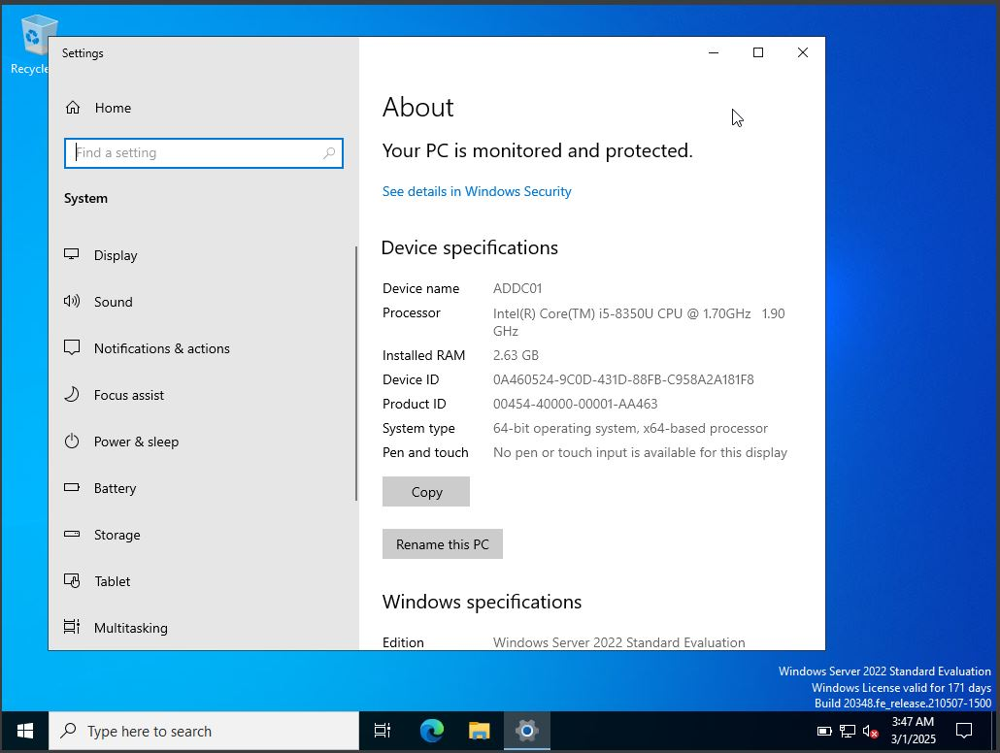 Recycle
Settings
Home
Find a setting
System
Display
Sound
Notifications & actions
Focus assist
Power & sleep
Battery
Storage
Tablet
Multitasking
About
Your PC is monitored and protected.
See details in Windows Security
Device specifications
Device name ADDC01
Processor Intel(R) Core(TM) i5-8350U CPU @ 1.70GHz 1.90
GHz
Installed RAM 2.63 GB
Device ID 0A460524-9C0D-431D-88FB-C958A2A181F8
Product ID 00454-40000-00001-AA463
System type 64-bit operating system, x64-based processor
Pen and touch No pen or touch input is available for this display
Copy
Rename this PC
Windows specifications
Edition Windows Server 2022 Standard Evaluation
Windows Server 2022 Standard Evaluation
Windows License valid for 171 days
Build 20348.fe_release.210507-1500
Type here to search
3:47 AM
3/1/2025